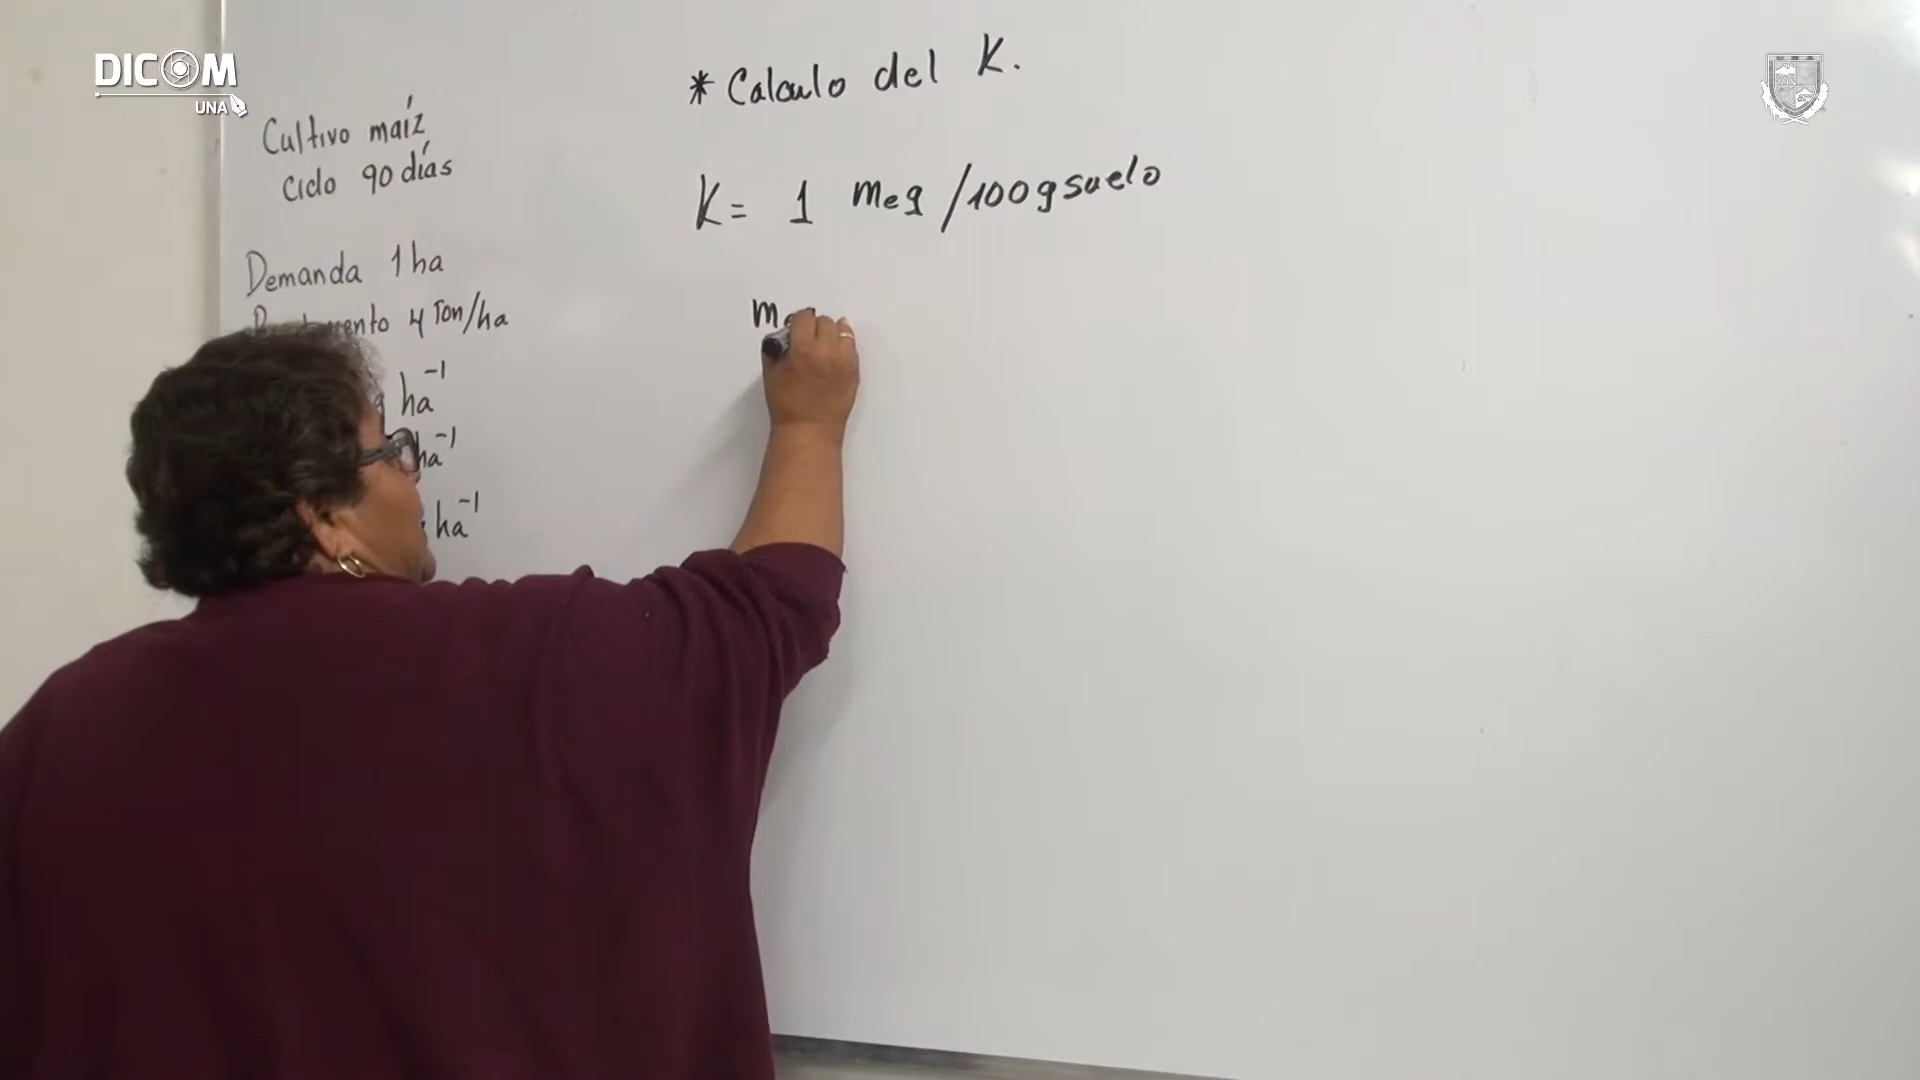 DICOM
UNA
* Calculo del K.
Cultivo maíz
Ciclo 90 días
K = 1 meq /100g suelo
Demanda 1 ha
4 Ton/ha
ha⁻¹
ha⁻¹
ha⁻¹